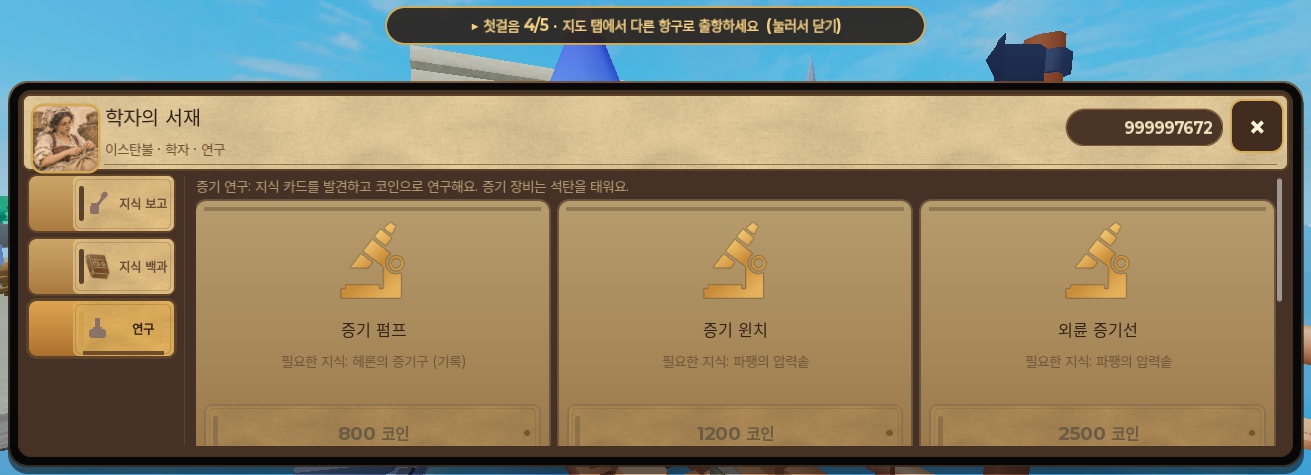 ▸ 첫걸음 4/5 · 지도 탭에서 다른 항구로 출항하세요 (눌러서 닫기)
학자의 서재
999997672
이스탄불 · 학자 · 연구
지식 보고
지식 백과
연구
증기 연구: 지식 카드를 발견하고 코인으로 연구해요. 증기 장비는 석탄을 태워요.
증기 펌프
필요한 지식: 헤론의 증기구 (기록)
800 코인
증기 윈치
필요한 지식: 파팽의 압력솥
1200 코인
외륜 증기선
필요한 지식: 파팽의 압력솥
2500 코인